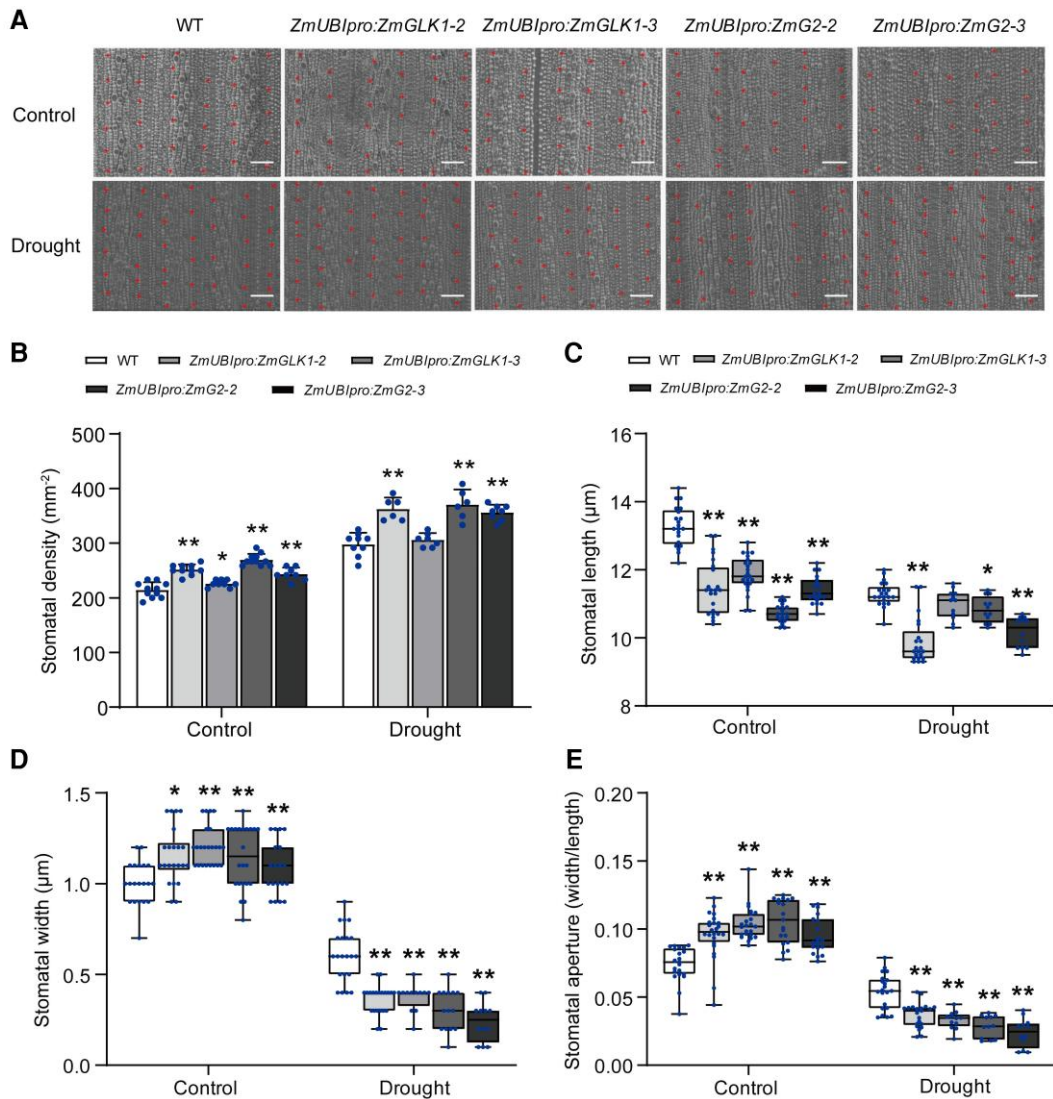 A
WT ZmUBIpro:ZmGLK1-2 ZmUBIpro:ZmGLK1-3 ZmUBIpro:ZmG2-2 ZmUBIpro:ZmG2-3
Control
Drought
B
WT ZmUBIpro:ZmGLK1-2 ZmUBIpro:ZmGLK1-3
ZmUBIpro:ZmG2-2 ZmUBIpro:ZmG2-3
Stomatal density (mm⁻²)
500
400
300
200
100
0
** * ** **
** ** **
Control Drought
C
WT ZmUBIpro:ZmGLK1-2 ZmUBIpro:ZmGLK1-3
ZmUBIpro:ZmG2-2 ZmUBIpro:ZmG2-3
Stomatal length (μm)
16
14
12
10
8
** ** ** **
** * **
Control Drought
D
Stomatal width (μm)
1.5
1.0
0.5
0.0
* ** ** **
** ** ** **
Control Drought
E
Stomatal aperture (width/length)
0.20
0.15
0.10
0.05
0.00
** ** ** **
** ** ** **
Control Drought